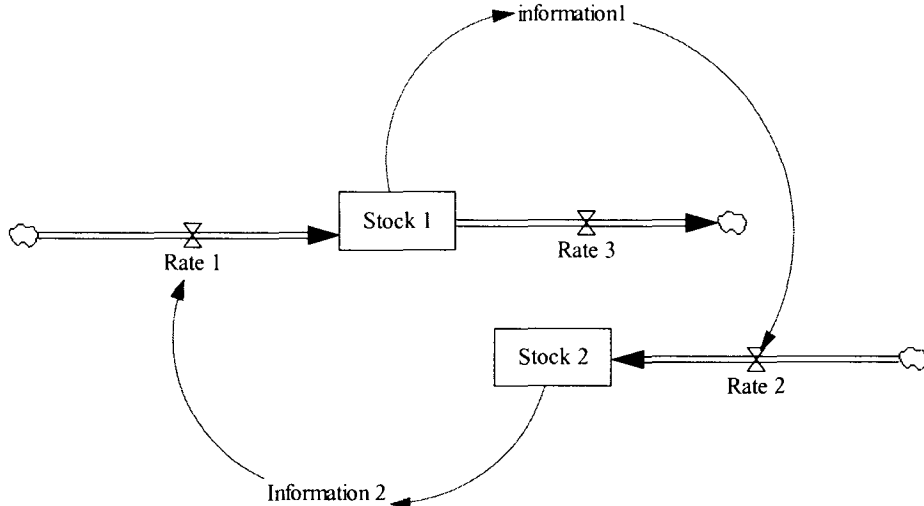 information1
Stock 1
Rate 1
Rate 3
Stock 2
Rate 2
Information 2